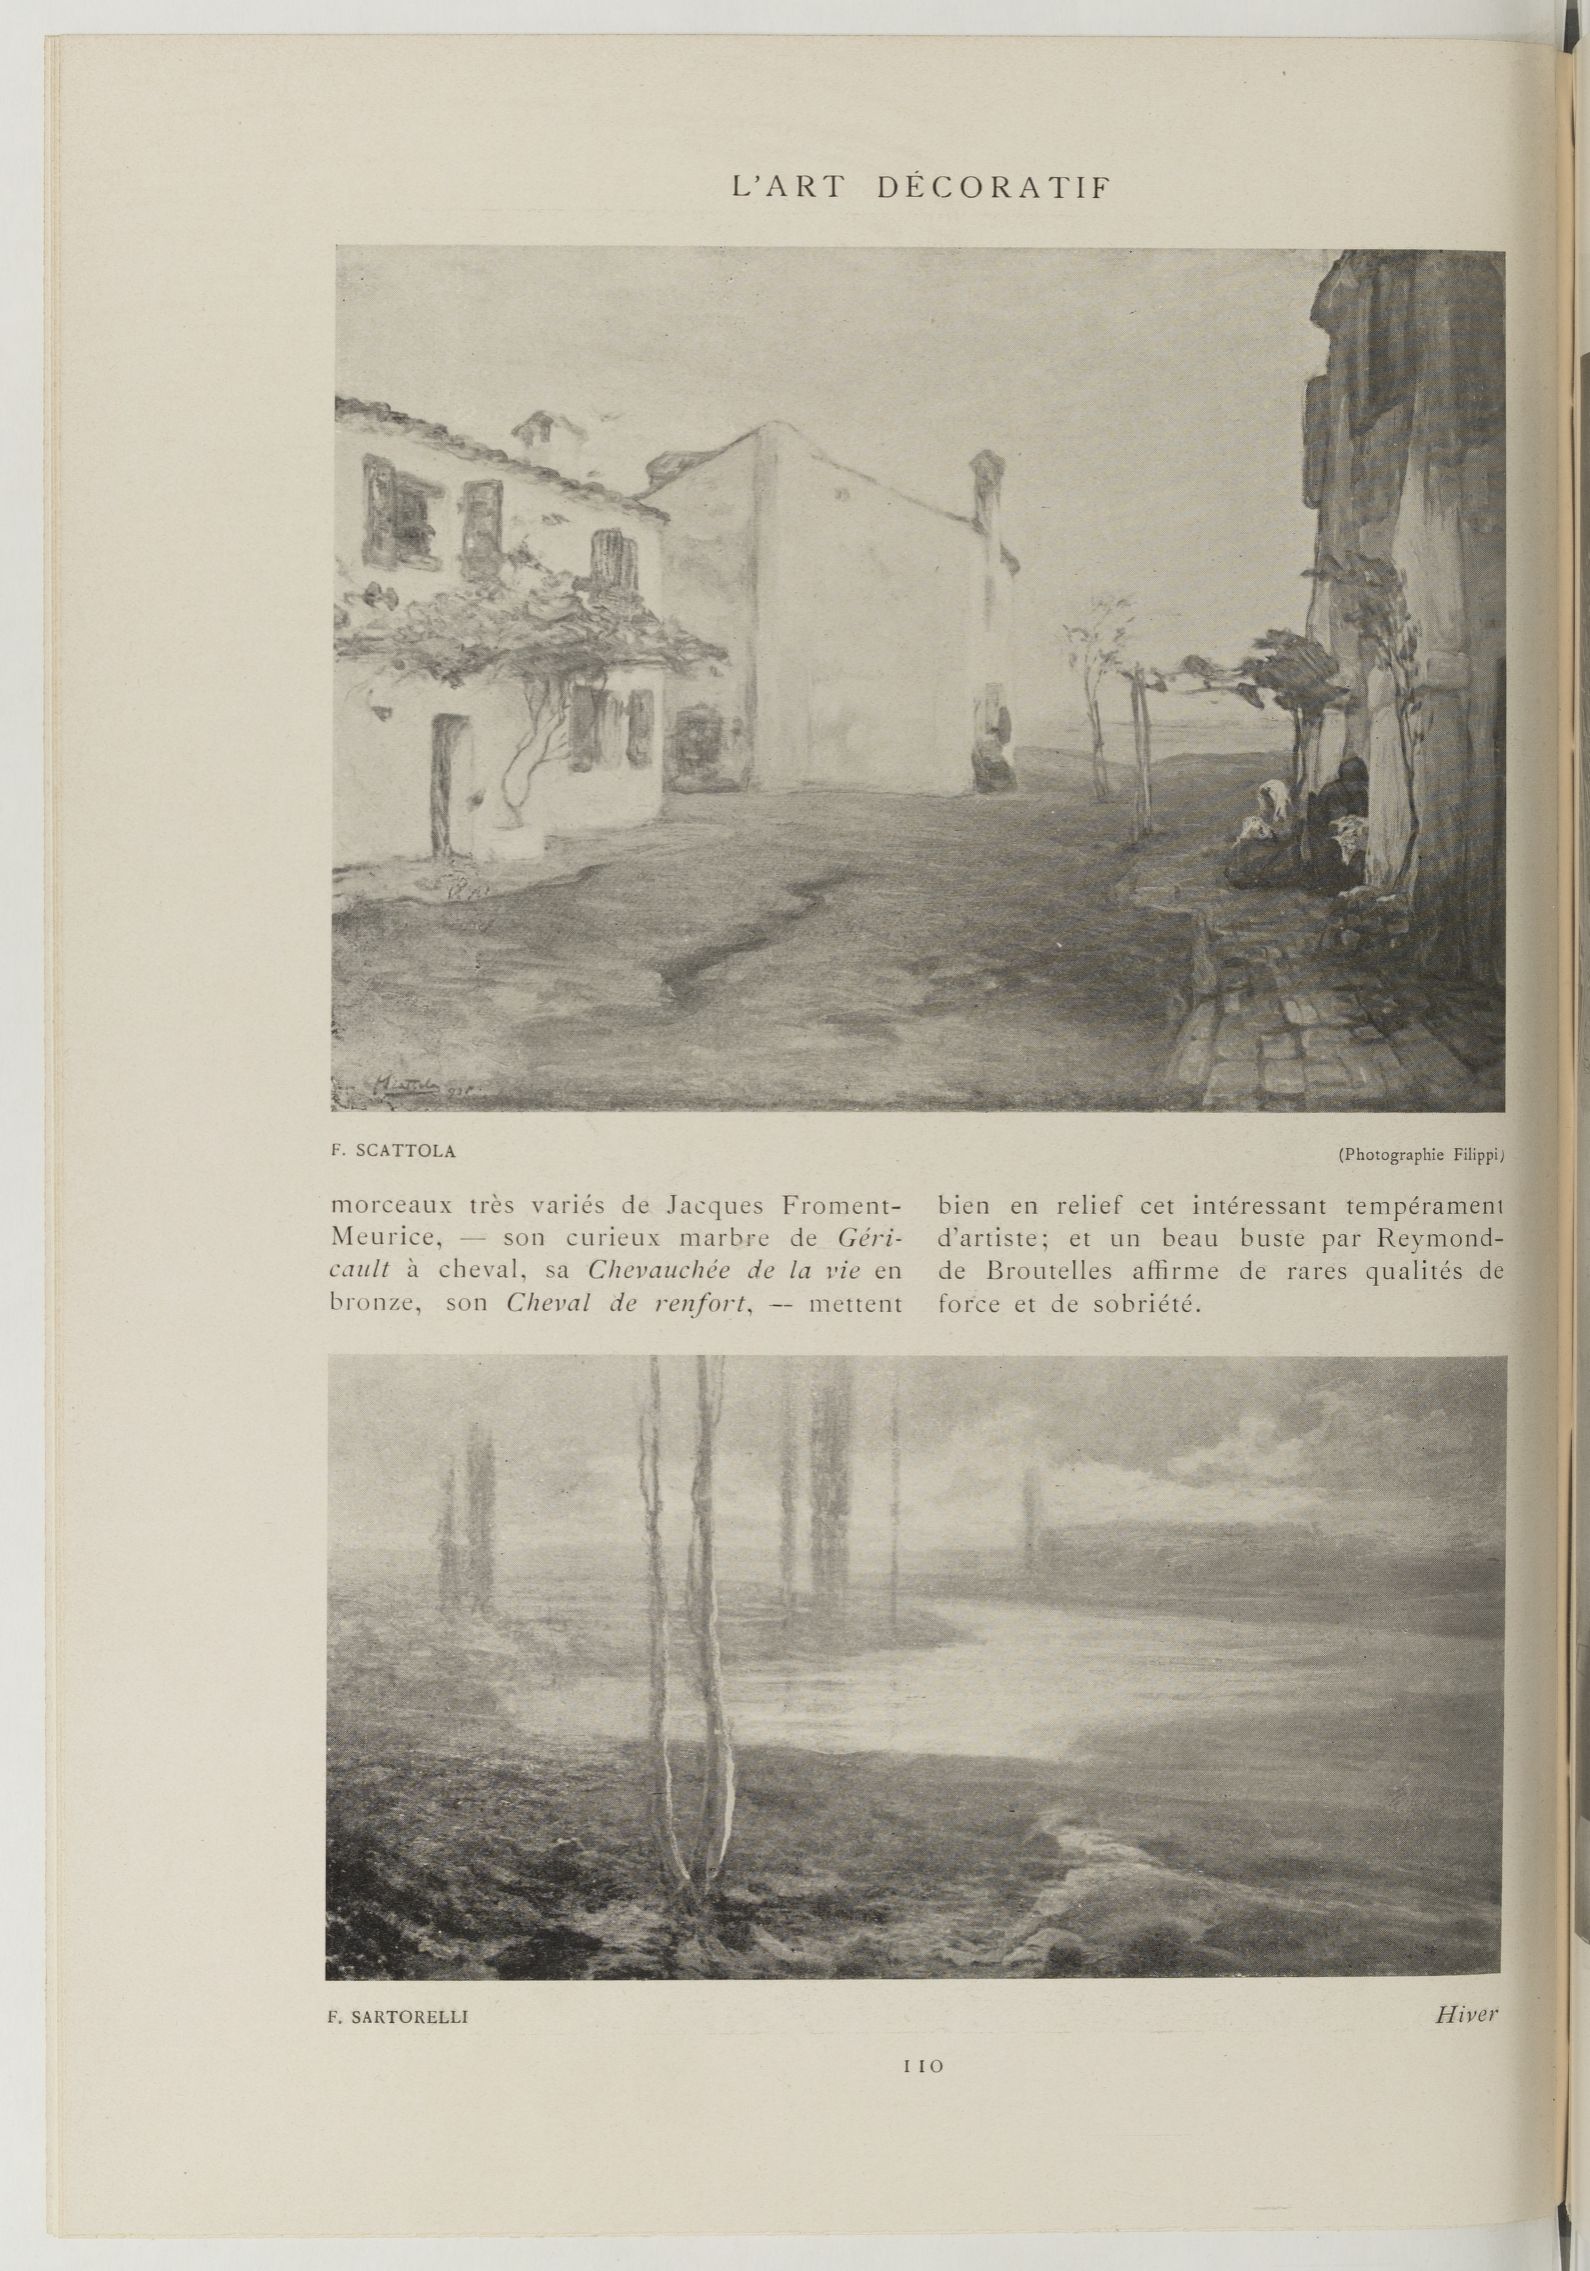 L'ART DÉCORATIF
F. SCATTOLA
(Photographie Filippi)
morceaux très variés de Jacques Froment-
Meurice, — son curieux marbre de Géri-
cault à cheval, sa Chevauchée de la vie en
bronze, son Cheval de renfort, — mettent
bien en relief cet intéressant tempérament
d'artiste; et un beau buste par Reymond-
de Broutelles affirme de rares qualités de
force et de sobriété.
F. SARTORELLI
Hiver
110